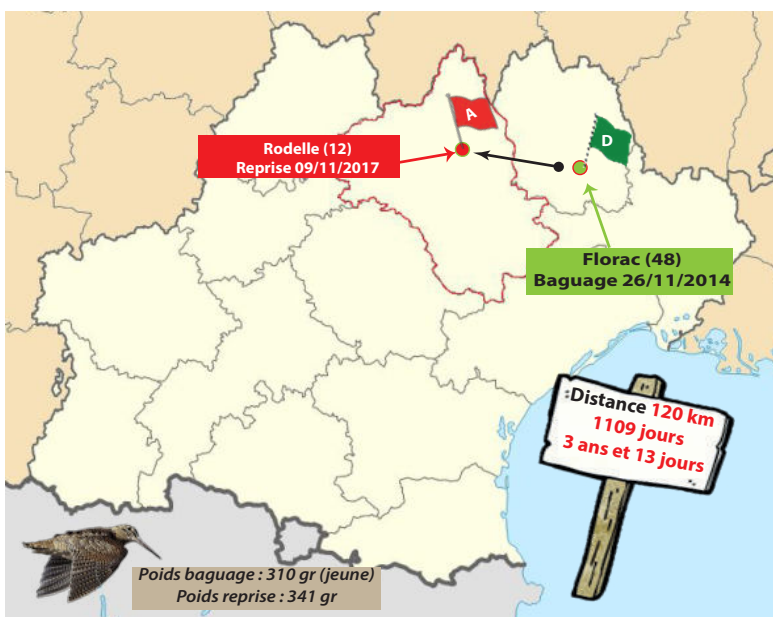 A
D
Rodelle (12)
Reprise 09/11/2017
Florac (48)
Baguage 26/11/2014
Distance 120 km
1109 jours
3 ans et 13 jours
Poids baguage : 310 gr (jeune)
Poids reprise : 341 gr